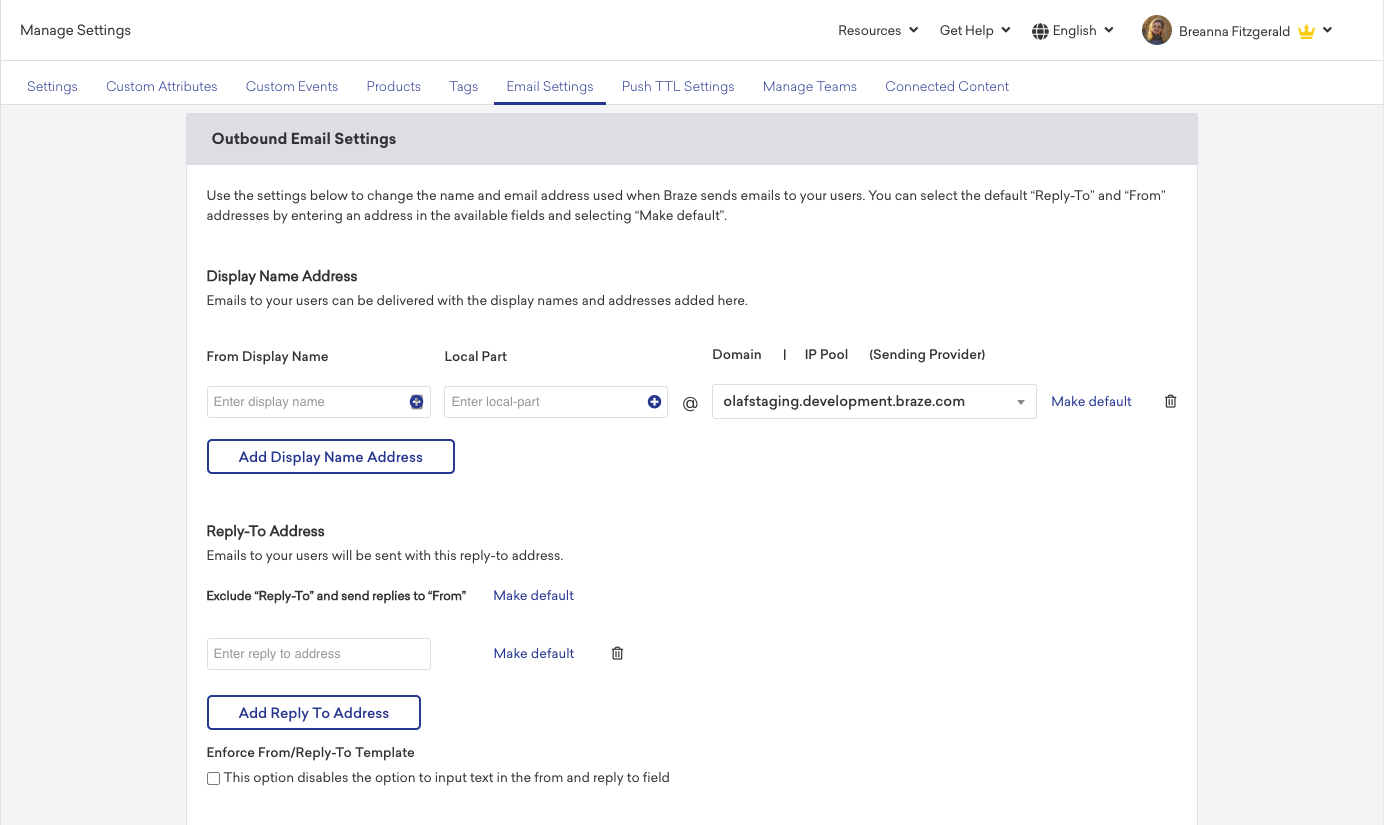 Manage Settings
Resources
Get Help
English
Breanna Fitzgerald
Settings
Custom Attributes
Custom Events
Products
Tags
Email Settings
Push TTL Settings
Manage Teams
Connected Content
Outbound Email Settings
Use the settings below to change the name and email address used when Braze sends emails to your users. You can select the default “Reply-To” and “From”
addresses by entering an address in the available fields and selecting “Make default”.
Display Name Address
Emails to your users can be delivered with the display names and addresses added here.
From Display Name
Local Part
Domain | IP Pool (Sending Provider)
Enter display name
Enter local-part
@
olafstaging.development.braze.com
Make default
Add Display Name Address
Reply-To Address
Emails to your users will be sent with this reply-to address.
Exclude “Reply-To” and send replies to “From”
Make default
Enter reply to address
Make default
Add Reply To Address
Enforce From/Reply-To Template
This option disables the option to input text in the from and reply to field